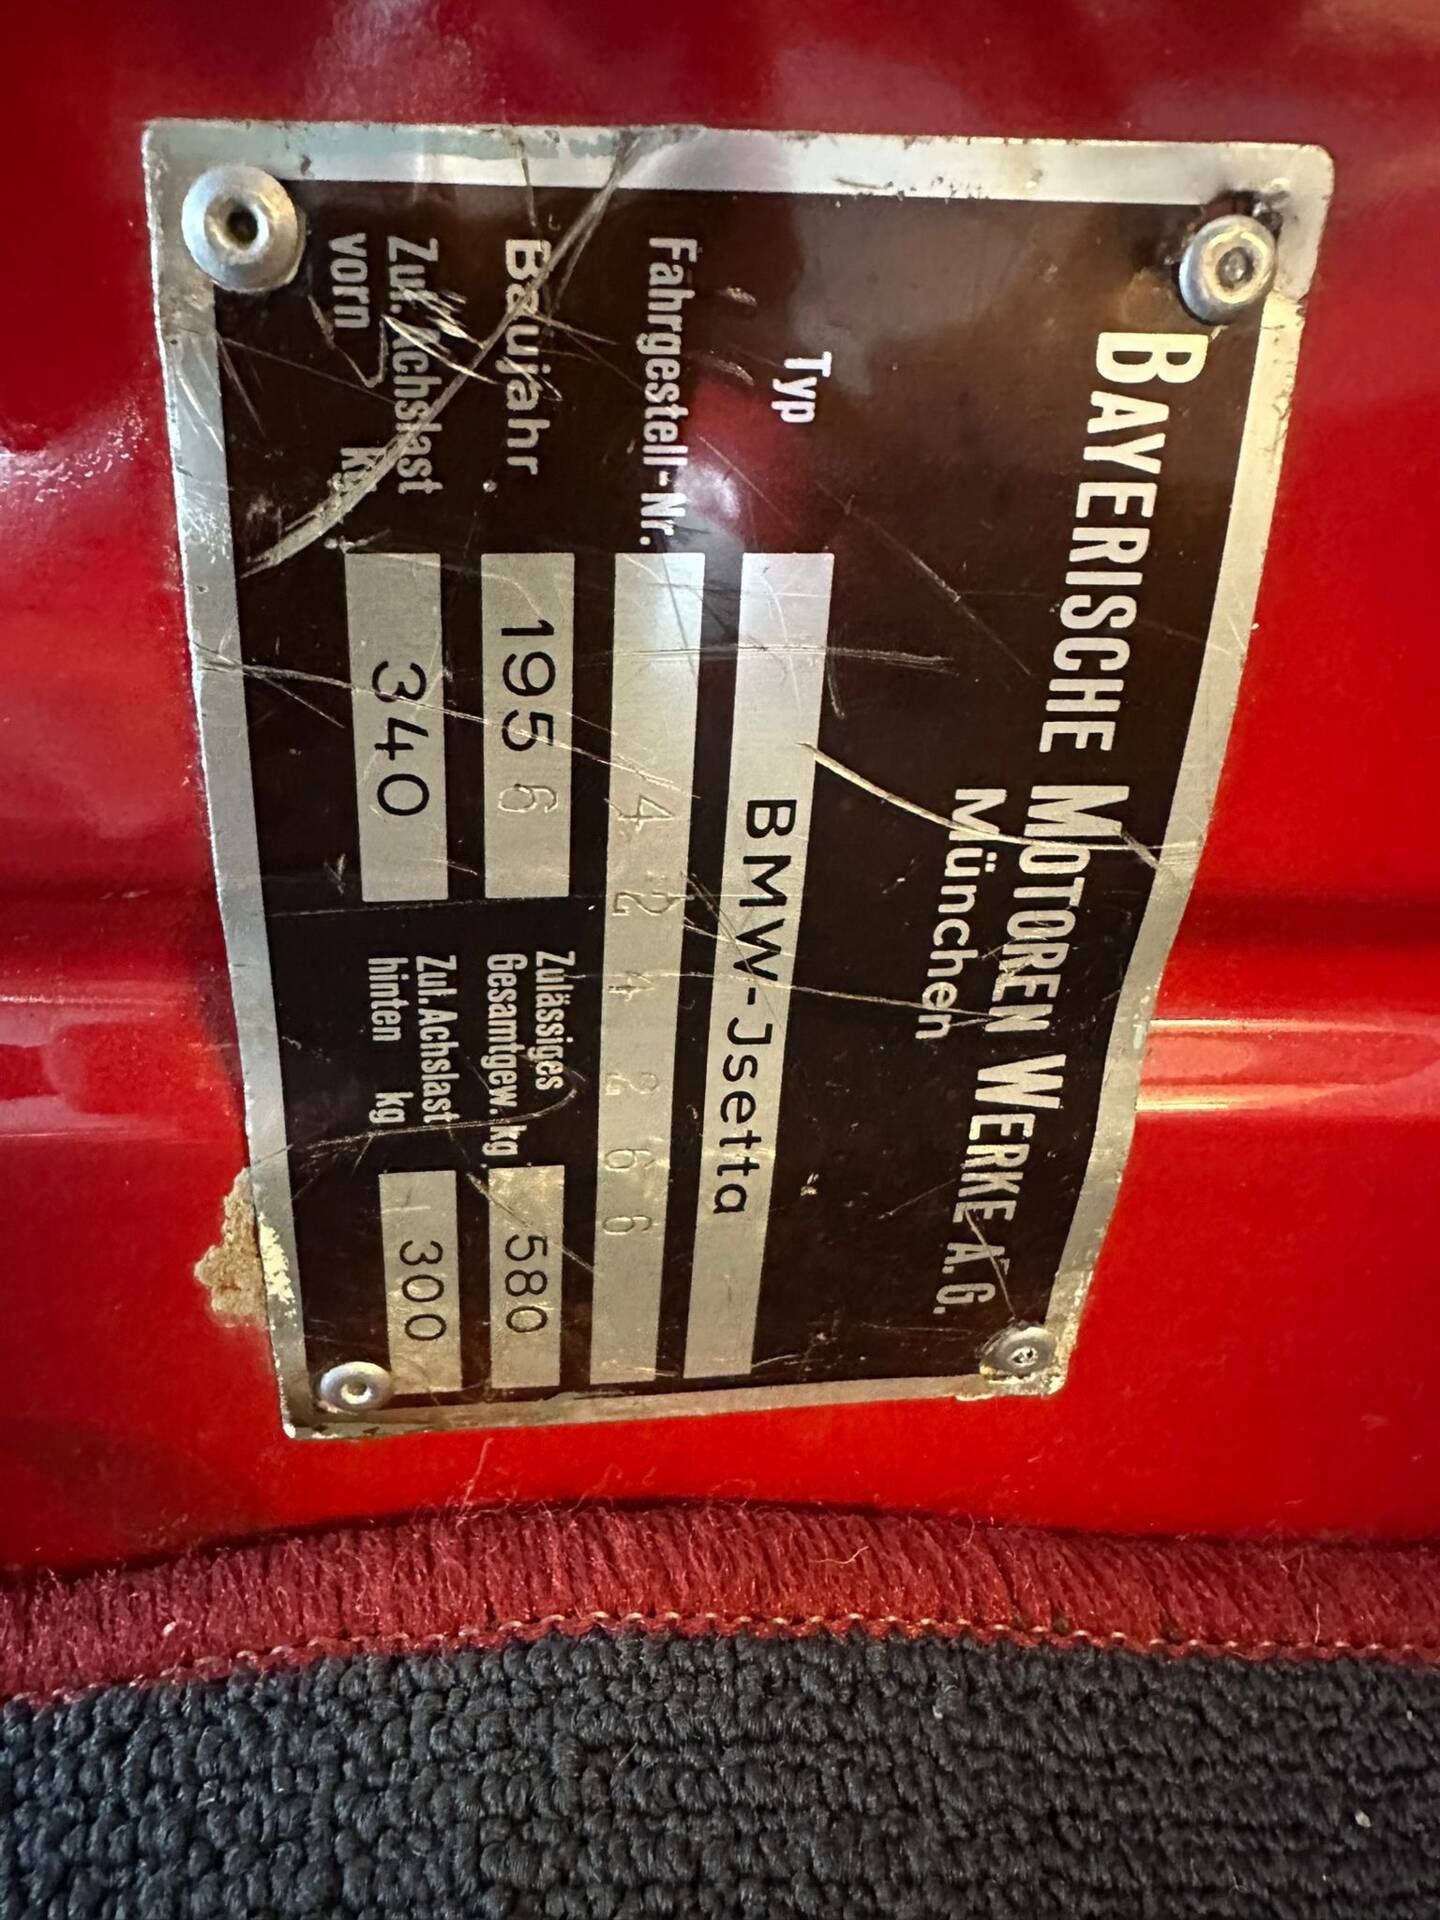 BAYERISCHE MOTOREN WERKE A.G.
München
Typ BMW-Jsetta
Fahrgestell-Nr. 424266
Baujahr 1956 Zulässiges Gesamtgew. kg 580
Zul. Achslast vorn kg 340 Zul. Achslast hinten kg 300